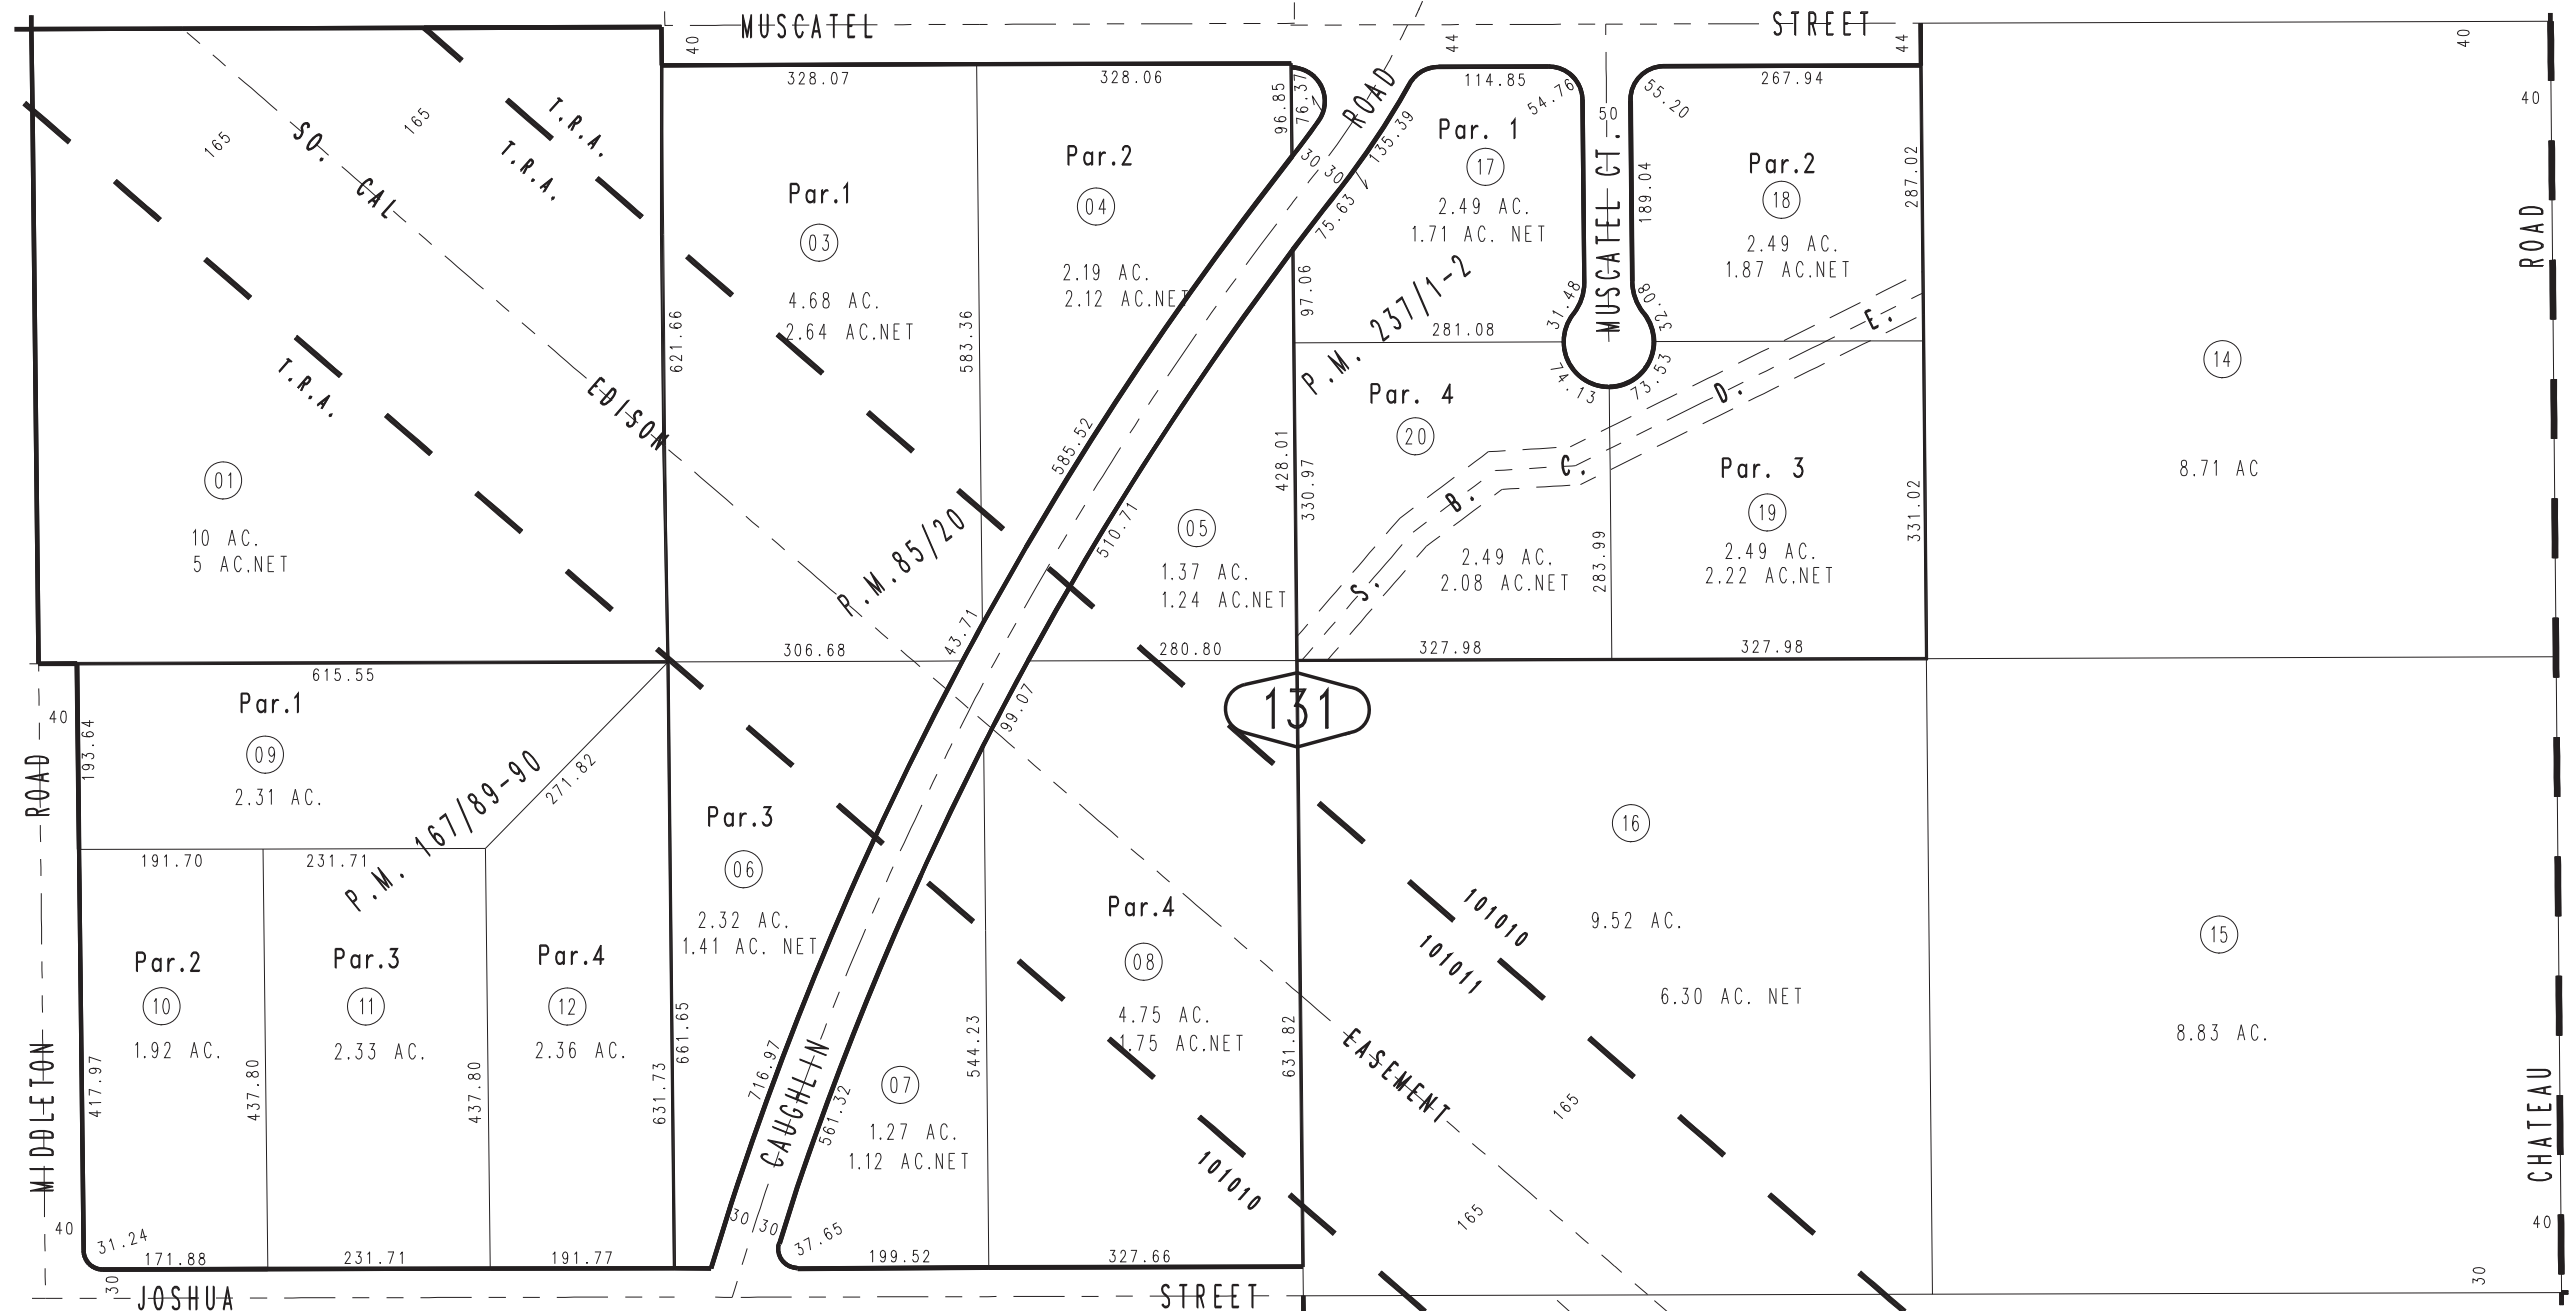 MUSCATEL STREET
40
44
44
40
328.07
328.06
114.85
267.94
40
165
165
SO. CAL EDISON EASEMENT
T.R.A.
T.R.A.
T.R.A.
96.85
76.37
ROAD
135.39
54.76
50
55.20
MUSCATEL CT.
189.04
287.02
ROAD
30
30
75.63
Par.1
03
4.68 AC.
2.64 AC.NET
Par.2
04
2.19 AC.
2.12 AC.NET
Par. 1
17
2.49 AC.
1.71 AC. NET
Par.2
18
2.49 AC.
1.87 AC.NET
621.66
583.36
97.06
P.M. 237/1-2
281.08
31.48
32.08
74.13
73.53
14
8.71 AC
01
10 AC.
5 AC.NET
585.52
510.71
P.M.85/20
428.01
330.97
05
1.37 AC.
1.24 AC.NET
Par. 4
20
2.49 AC.
2.08 AC.NET
S. B. C. D. E.
283.99
Par. 3
19
2.49 AC.
2.22 AC.NET
331.02
306.68
43.71
280.80
327.98
327.98
615.55
99.07
131
40
193.64
Par.1
09
2.31 AC.
P.M. 167/89-90
271.82
ROAD
191.70
231.71
Par.3
06
2.32 AC.
1.41 AC. NET
Par.4
08
4.75 AC.
1.75 AC.NET
16
9.52 AC.
6.30 AC. NET
101010
101011
15
8.83 AC.
Par.2
10
1.92 AC.
Par.3
11
2.33 AC.
Par.4
12
2.36 AC.
MIDDLETON
417.97
437.80
437.80
631.73
661.65
716.97
CAUGHLIN
561.32
07
1.27 AC.
1.12 AC.NET
544.23
631.82
165
165
101010
CHATEAU
40
40
31.24
171.88
231.71
191.77
30
30
37.65
199.52
327.66
30
30
JOSHUA STREET